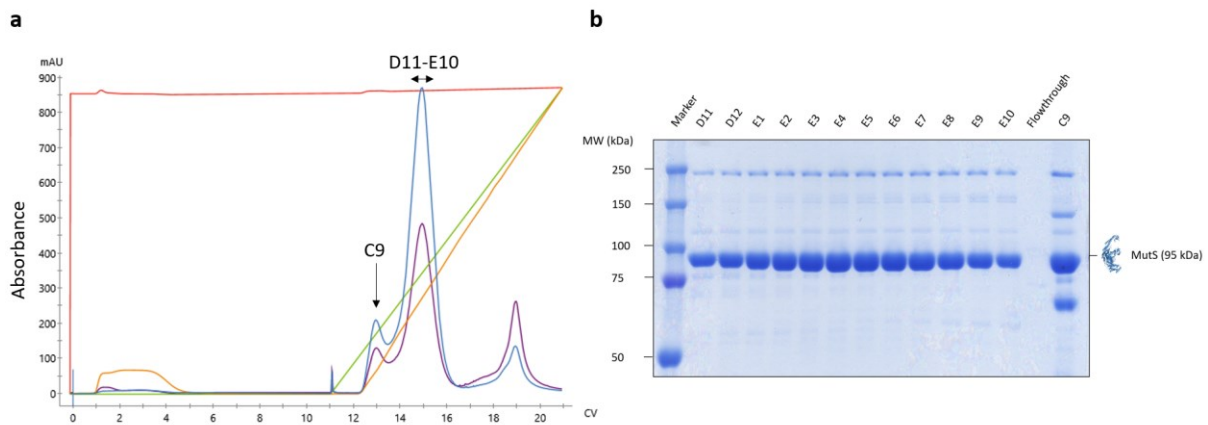 a
mAU
D11-E10
900
800
700
600
500
400
300
200
100
0
C9
Absorbance
0 2 4 6 8 10 12 14 16 18 20 CV
b
Marker D11 D12 E1 E2 E3 E4 E5 E6 E7 E8 E9 E10 Flowthrough C9
MW (kDa)
250
150
100
75
50
MutS (95 kDa)